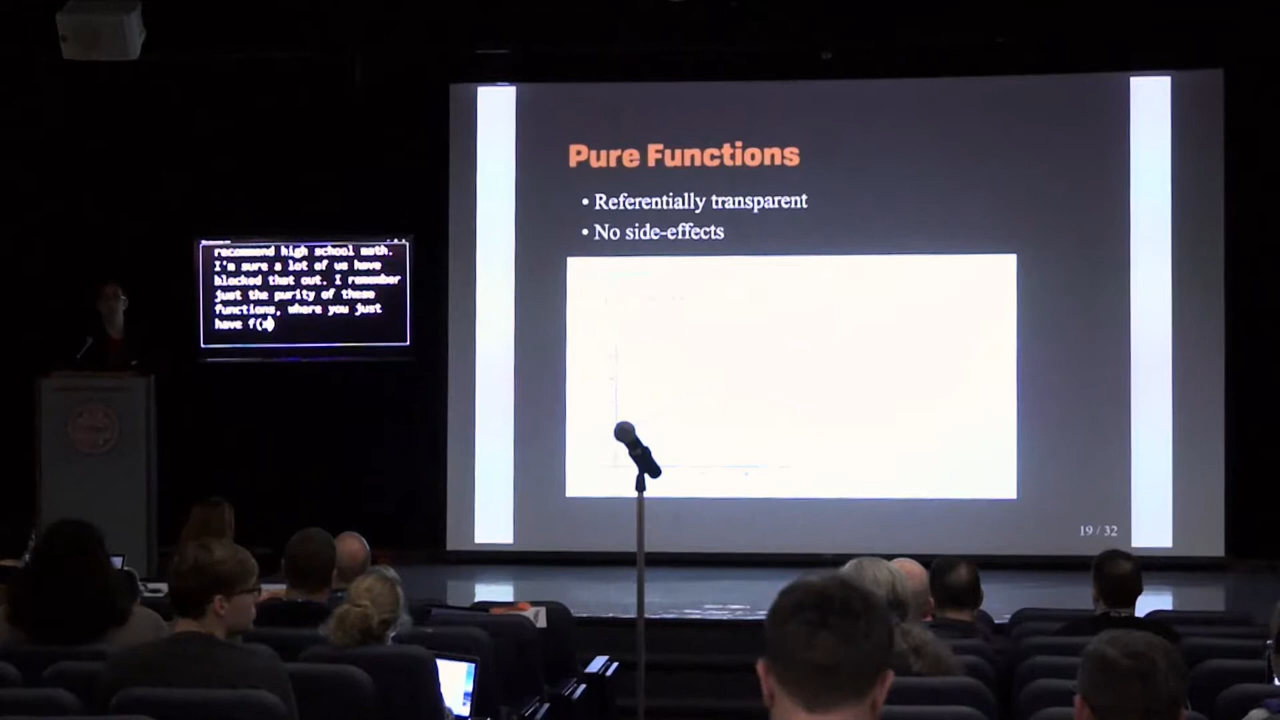 recommend high school math.
I'm sure a lot of us have
blocked that out. I remember
just the purity of these
functions, where you just
have f(x)
Pure Functions
• Referentially transparent
• No side-effects
19 / 32